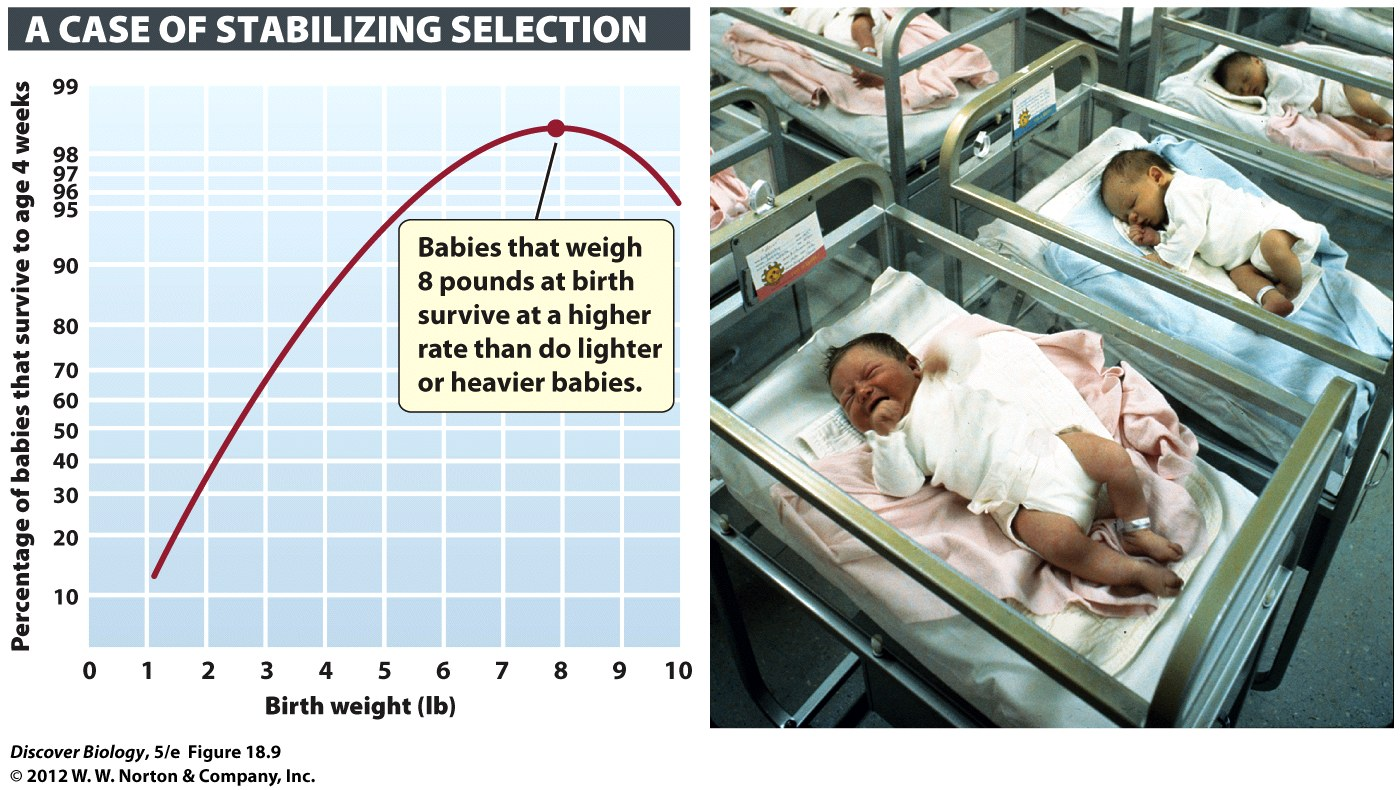 A CASE OF STABILIZING SELECTION
Percentage of babies that survive to age 4 weeks
99
98
97
96
95
90
80
70
60
50
40
30
20
10
Babies that weigh
8 pounds at birth
survive at a higher
rate than do lighter
or heavier babies.
0 1 2 3 4 5 6 7 8 9 10
Birth weight (lb)
Discover Biology, 5/e Figure 18.9
© 2012 W. W. Norton & Company, Inc.